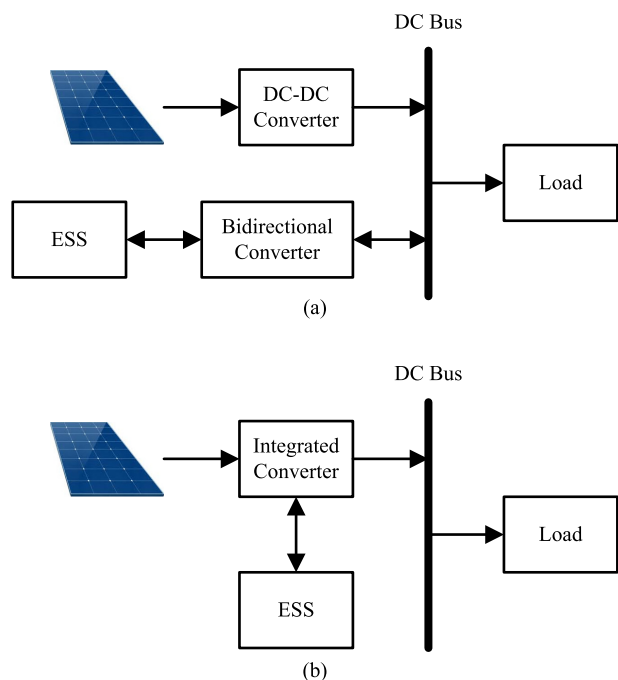 DC Bus
DC-DC
Converter
Load
ESS
Bidirectional
Converter
(a)
DC Bus
Integrated
Converter
Load
ESS
(b)